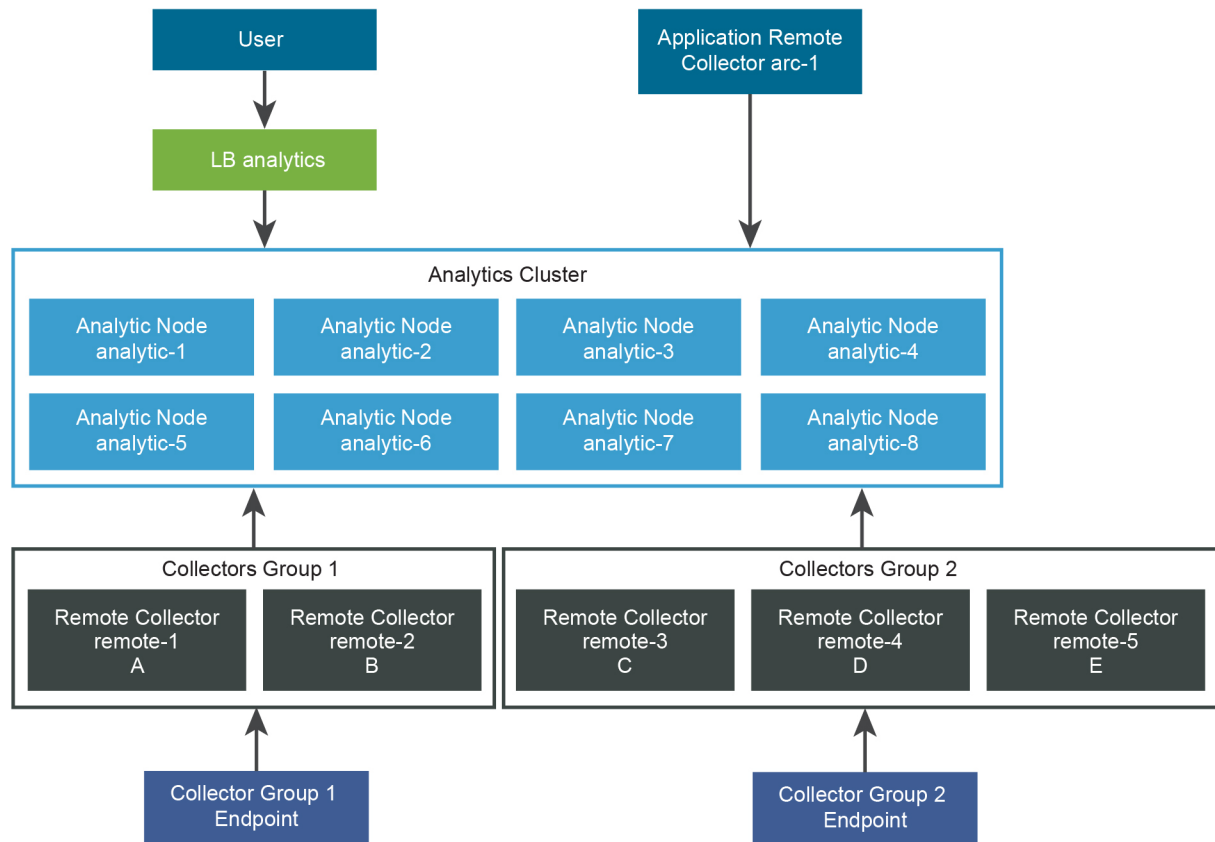 User
Application Remote
Collector arc-1
LB analytics
Analytics Cluster
Analytic Node
analytic-1
Analytic Node
analytic-2
Analytic Node
analytic-3
Analytic Node
analytic-4
Analytic Node
analytic-5
Analytic Node
analytic-6
Analytic Node
analytic-7
Analytic Node
analytic-8
Collectors Group 1
Remote Collector
remote-1
A
Remote Collector
remote-2
B
Collectors Group 2
Remote Collector
remote-3
C
Remote Collector
remote-4
D
Remote Collector
remote-5
E
Collector Group 1
Endpoint
Collector Group 2
Endpoint